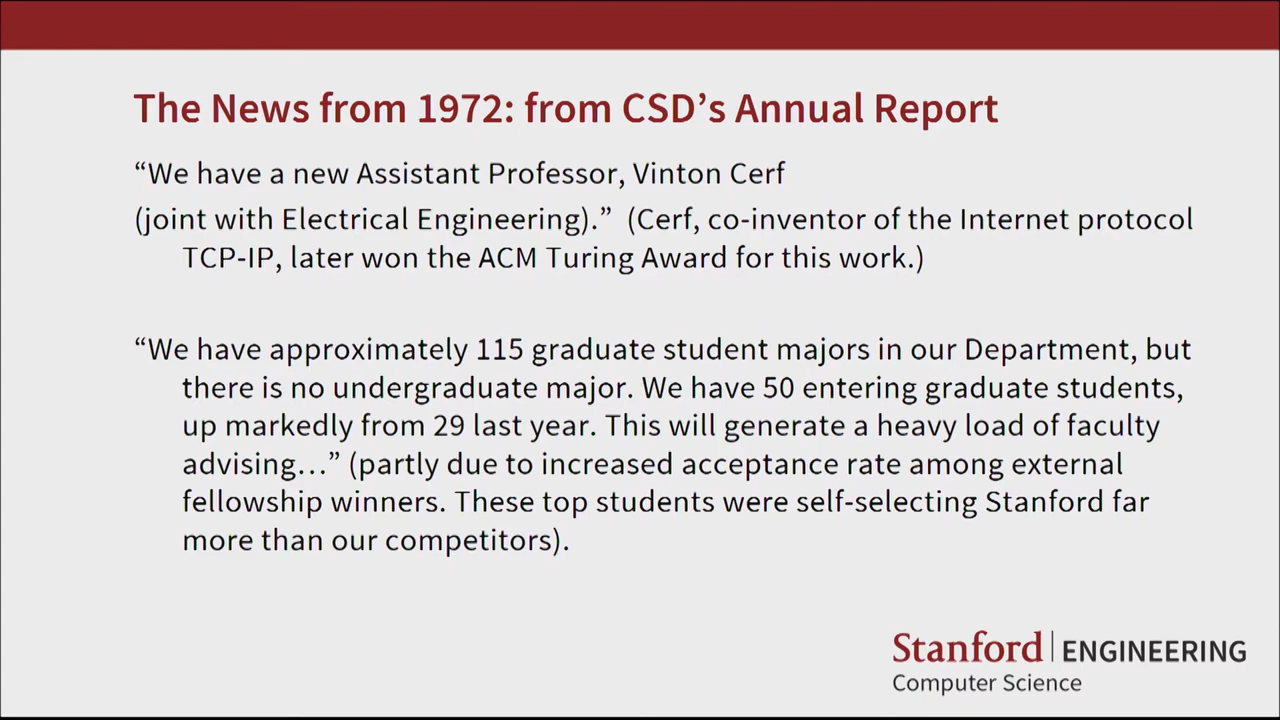 The News from 1972: from CSD’s Annual Report
“We have a new Assistant Professor, Vinton Cerf
(joint with Electrical Engineering).” (Cerf, co-inventor of the Internet protocol
TCP-IP, later won the ACM Turing Award for this work.)
“We have approximately 115 graduate student majors in our Department, but
there is no undergraduate major. We have 50 entering graduate students,
up markedly from 29 last year. This will generate a heavy load of faculty
advising…” (partly due to increased acceptance rate among external
fellowship winners. These top students were self-selecting Stanford far
more than our competitors).
Stanford | ENGINEERING
Computer Science